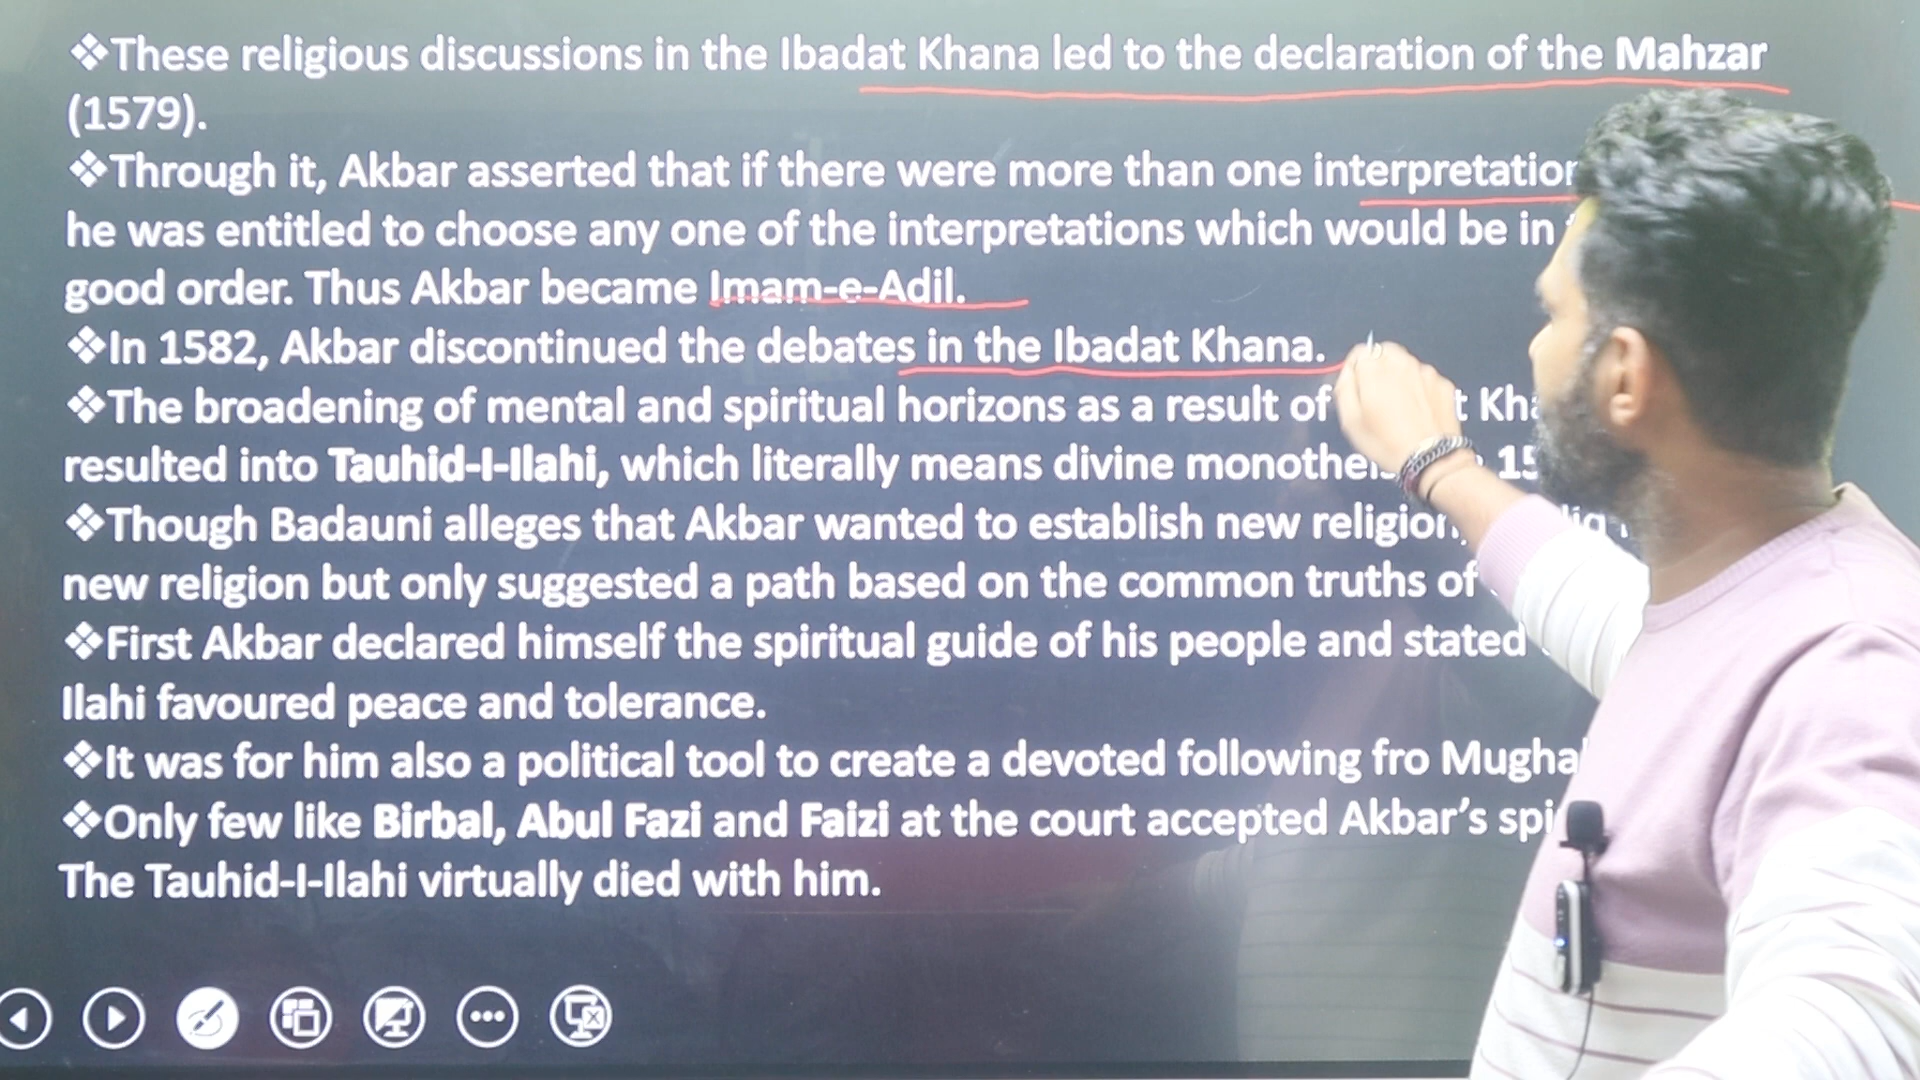 ❖These religious discussions in the Ibadat Khana led to the declaration of the Mahzar
(1579).
❖Through it, Akbar asserted that if there were more than one
he was entitled to choose any one of the interpretations which would be in
good order. Thus Akbar became Imam-e-Adil.
❖In 1582, Akbar discontinued the debates in the Ibadat Khana.
❖The broadening of mental and spiritual horizons as a result of
resulted into Tauhid-I-Ilahi, which literally means divine
❖Though Badauni alleges that Akbar wanted to establish new
new religion but only suggested a path based on the common truths of
❖First Akbar declared himself the spiritual guide of his people and stated
Ilahi favoured peace and tolerance.
❖It was for him also a political tool to create a devoted following fro
❖Only few like Birbal, Abul Fazi and Faizi at the court accepted Akbar's
The Tauhid-I-Ilahi virtually died with him.